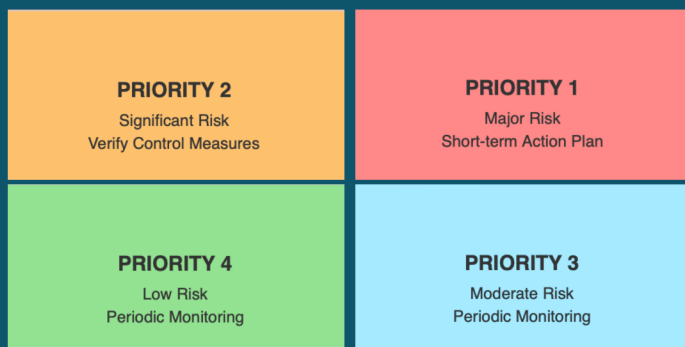 PRIORITY 2
Significant Risk
Verify Control Measures
PRIORITY 1
Major Risk
Short-term Action Plan
PRIORITY 4
Low Risk
Periodic Monitoring
PRIORITY 3
Moderate Risk
Periodic Monitoring